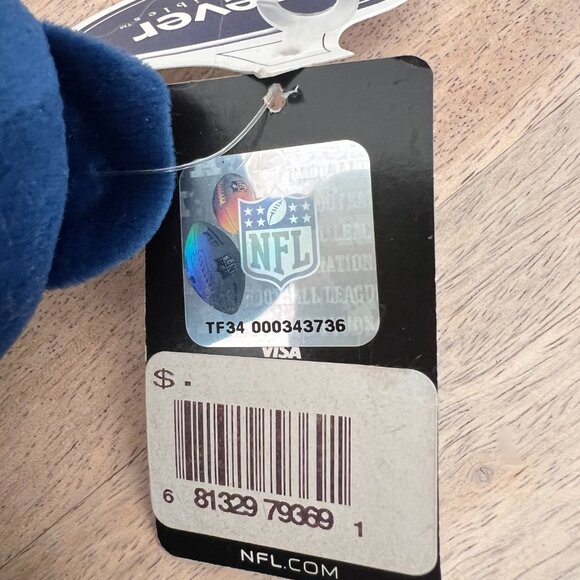 ever
NFL
TF34 000343736
VISA
$ .
6 81329 79369 1
NFL.COM